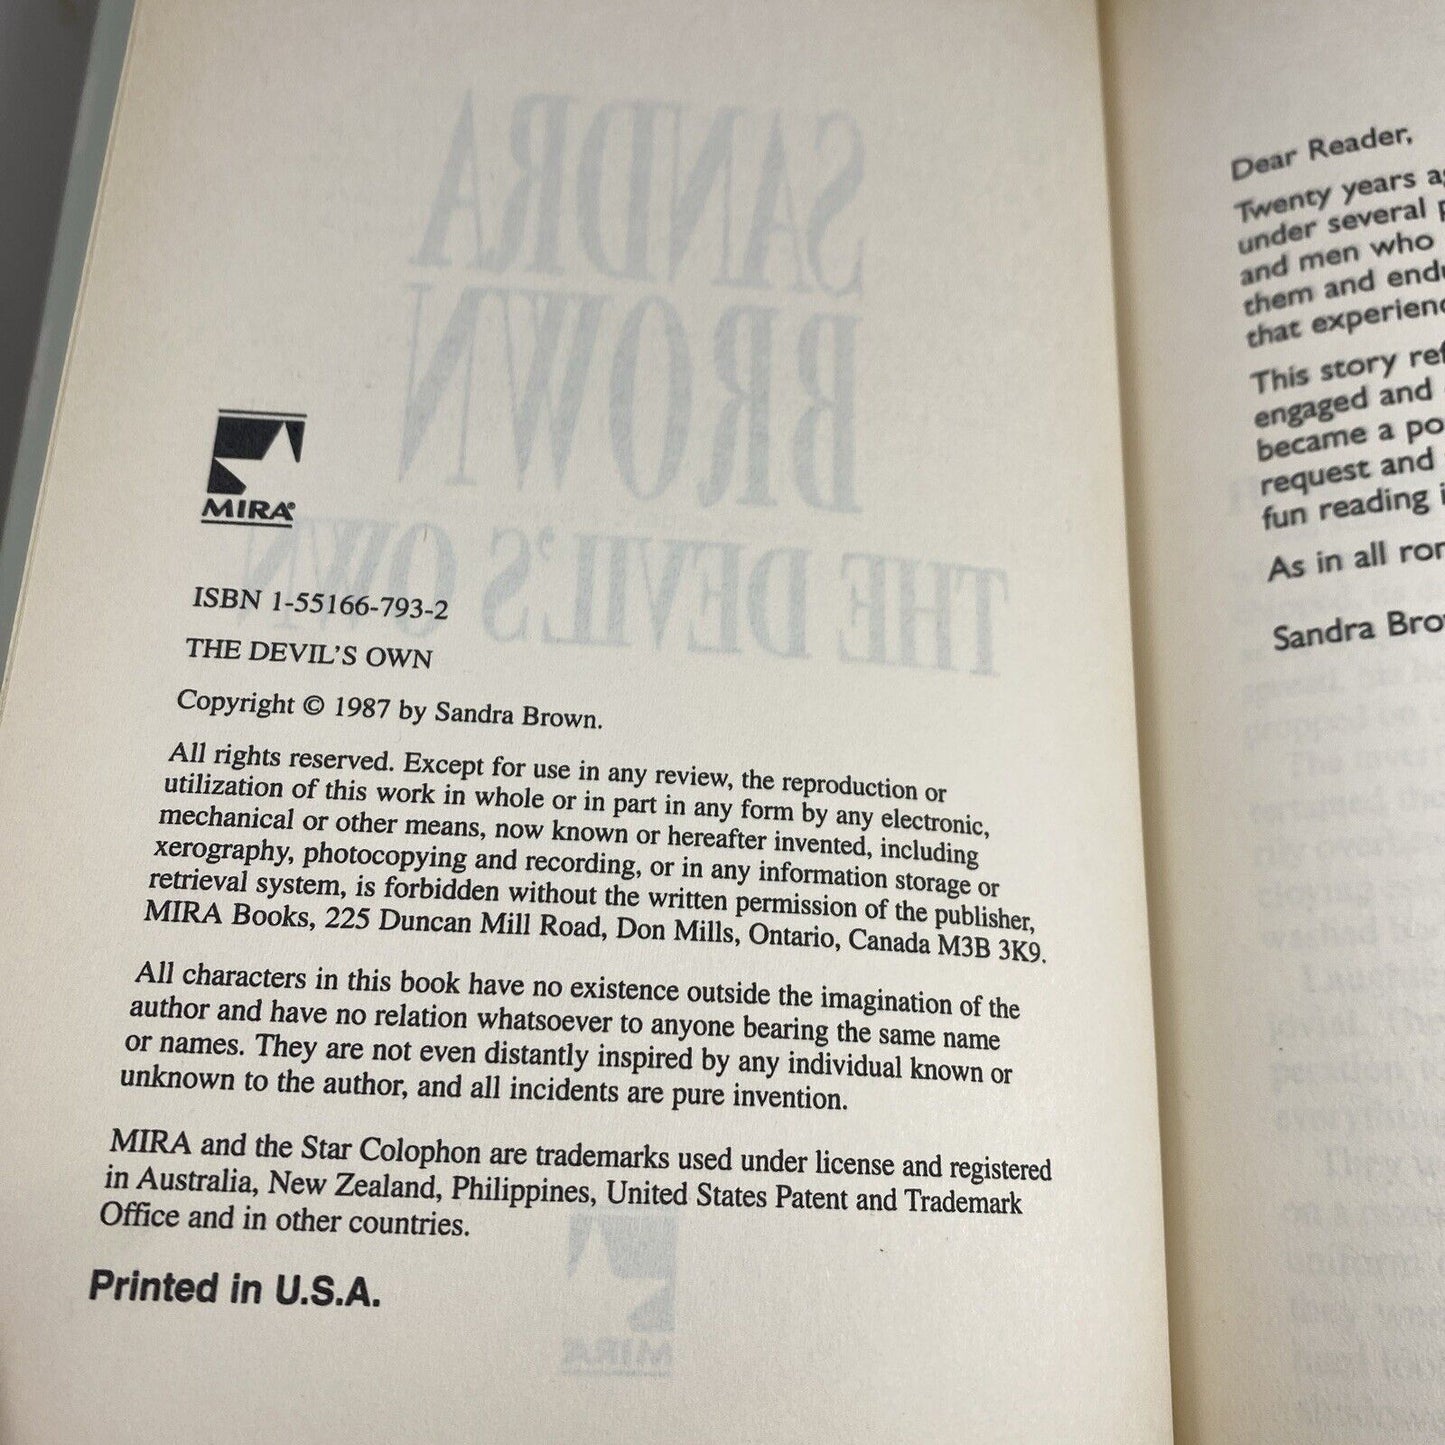 SANDRA
BROWN
THE DEVIL'S OWN
MIRA®
ISBN 1-55166-793-2
THE DEVIL'S OWN
Copyright © 1987 by Sandra Brown.
All rights reserved. Except for use in any review, the reproduction or
utilization of this work in whole or in part in any form by any electronic,
mechanical or other means, now known or hereafter invented, including
xerography, photocopying and recording, or in any information storage or
retrieval system, is forbidden without the written permission of the publisher,
MIRA Books, 225 Duncan Mill Road, Don Mills, Ontario, Canada M3B 3K9.
All characters in this book have no existence outside the imagination of the
author and have no relation whatsoever to anyone bearing the same name
or names. They are not even distantly inspired by any individual known or
unknown to the author, and all incidents are pure invention.
MIRA and the Star Colophon are trademarks used under license and registered
in Australia, New Zealand, Philippines, United States Patent and Trademark
Office and in other countries.
Printed in U.S.A.
MIRA
Dear Reader,
Twenty years
under several
and men who
them and
that
This story
engaged and
became a
request and
fun reading
As in all
Sandra